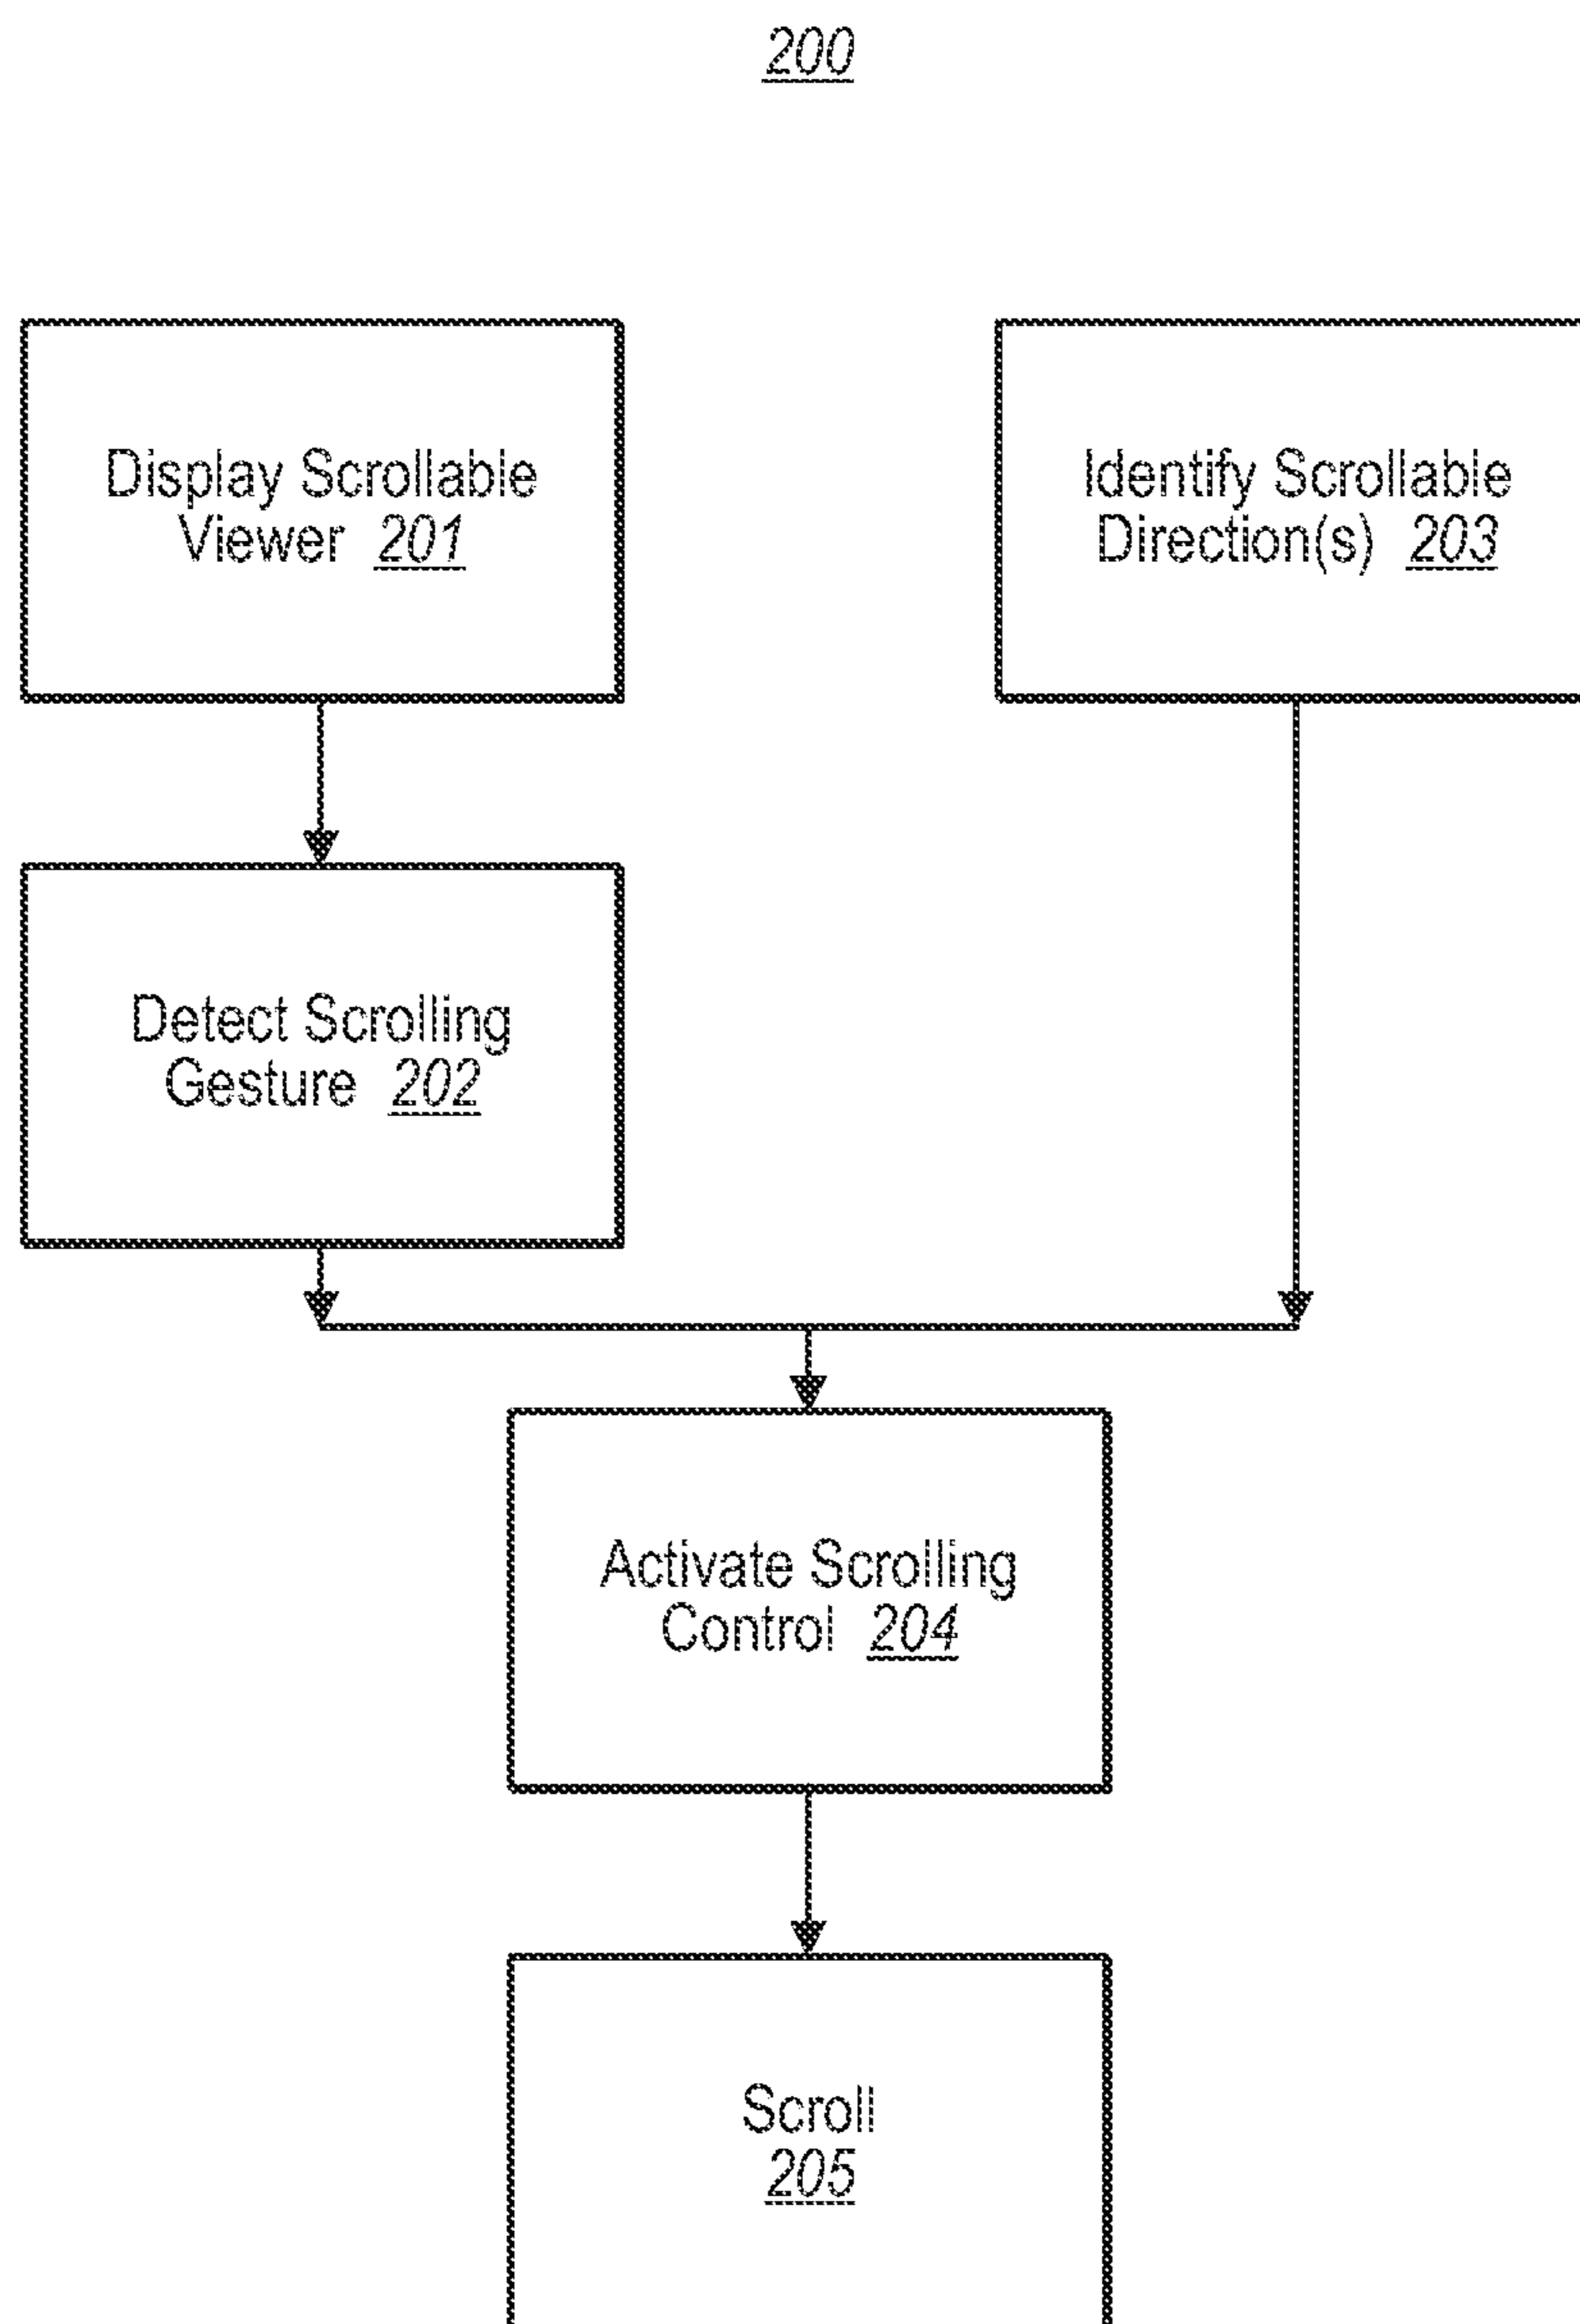 200
Display Scrollable
Viewer 201
Identify Scrollable
Direction(s) 203
Detect Scrolling
Gesture 202
Activate Scrolling
Control 204
Scroll
205